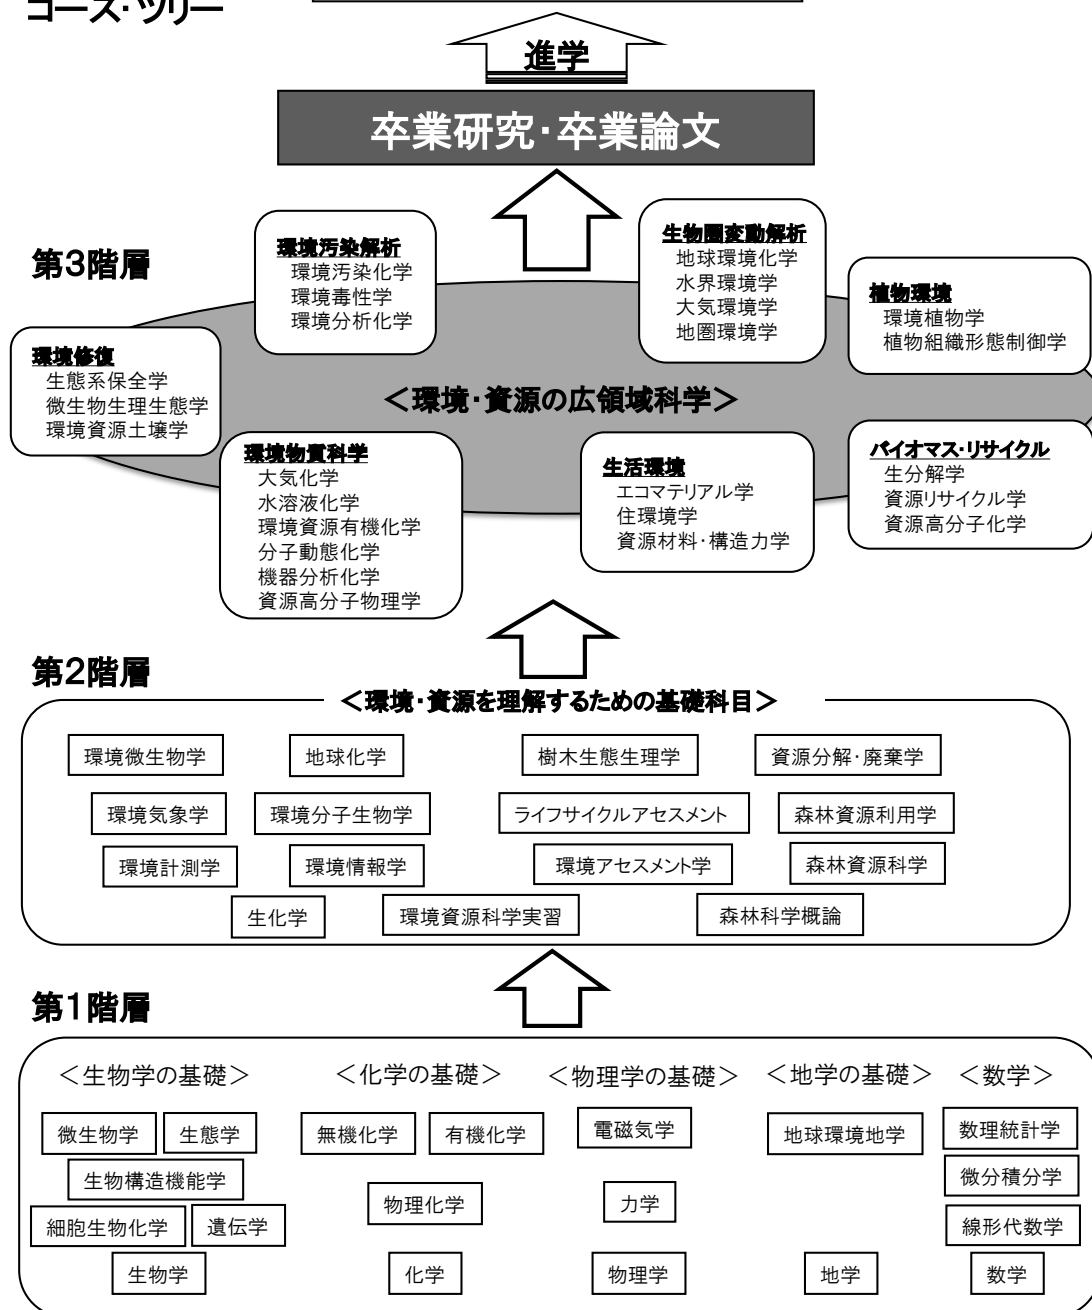 コース・ツリー
進学
卒業研究・卒業論文
第3階層
環境汚染解析
環境汚染化学
環境毒性学
環境分析化学
生物圏変動解析
地球環境化学
水界環境学
大気環境学
地圏環境学
植物環境
環境植物学
植物組織形態制御学
環境修復
生態系保全学
微生物生理生態学
環境資源土壌学
＜環境・資源の広領域科学＞
環境物質科学
大気化学
水溶液化学
環境資源有機化学
分子動態化学
機器分析化学
資源高分子物理学
生活環境
エコマテリアル学
住環境学
資源材料・構造力学
バイオマス・リサイクル
生分解学
資源リサイクル学
資源高分子化学
第2階層
＜環境・資源を理解するための基礎科目＞
環境微生物学 地球化学 樹木生態生理学 資源分解・廃棄学
環境気象学 環境分子生物学 ライフサイクルアセスメント 森林資源利用学
環境計測学 環境情報学 環境アセスメント学 森林資源科学
生化学 環境資源科学実習 森林科学概論
第1階層
＜生物学の基礎＞ ＜化学の基礎＞ ＜物理学の基礎＞ ＜地学の基礎＞ ＜数学＞
微生物学 生態学 無機化学 有機化学 電磁気学 地球環境地学 数理統計学
生物構造機能学 微分積分学
物理化学 力学
細胞生物化学 遺伝学 線形代数学
生物学 化学 物理学 地学 数学